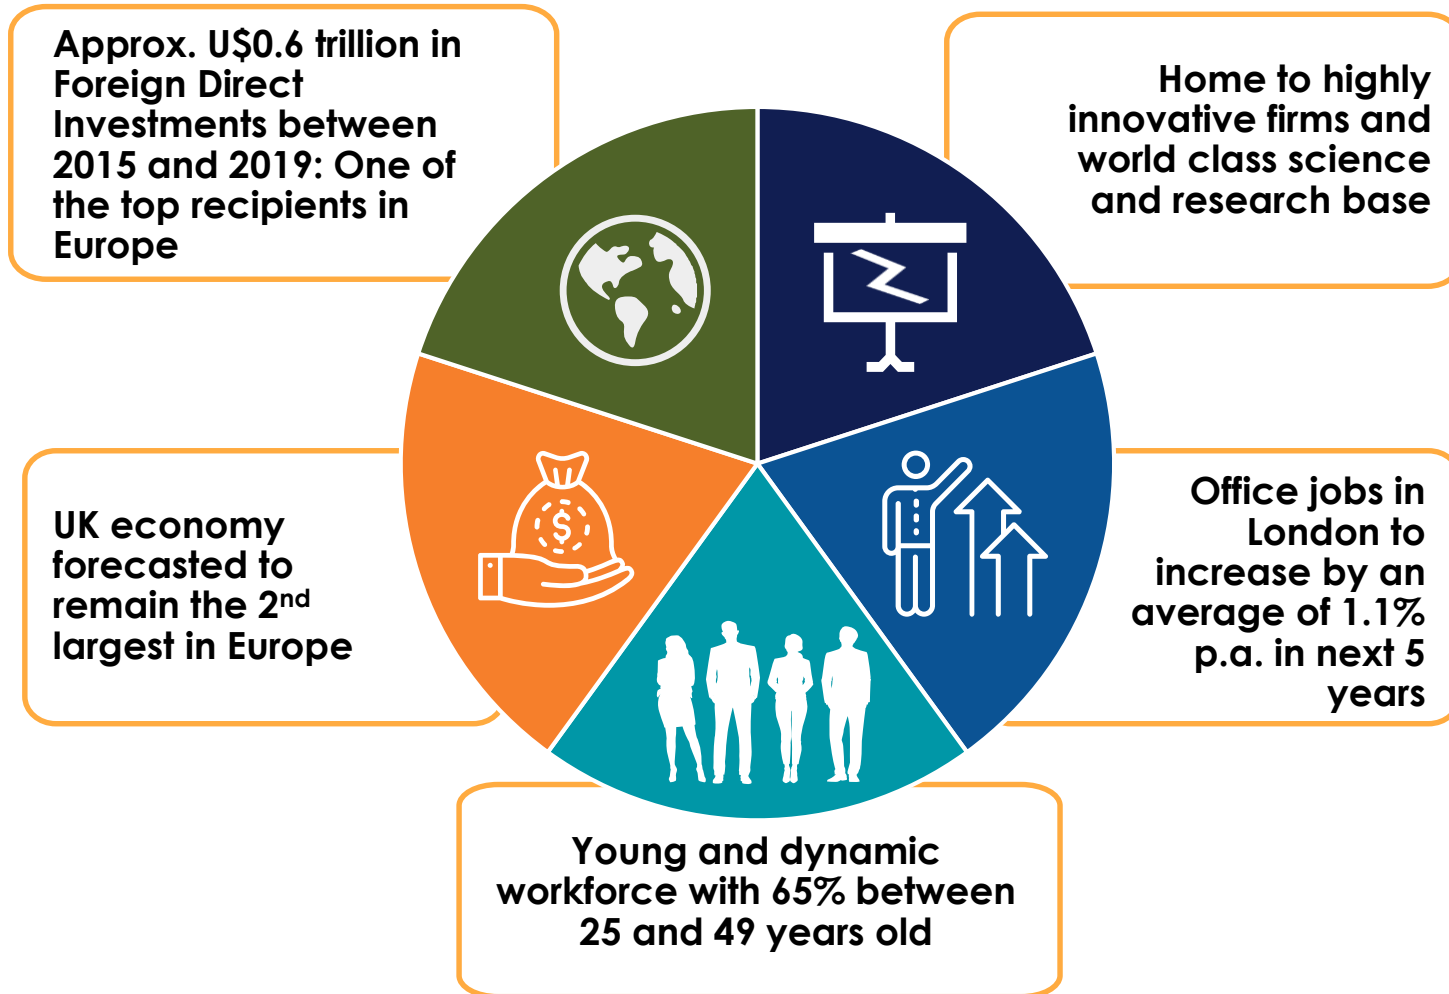 Approx. U$0.6 trillion in
Foreign Direct
Investments between
2015 and 2019: One of
the top recipients in
Europe
Home to highly
innovative firms and
world class science
and research base
UK economy
forecasted to
remain the 2nd
largest in Europe
$
Office jobs in
London to
increase by an
average of 1.1%
p.a. in next 5
years
Young and dynamic
workforce with 65% between
25 and 49 years old